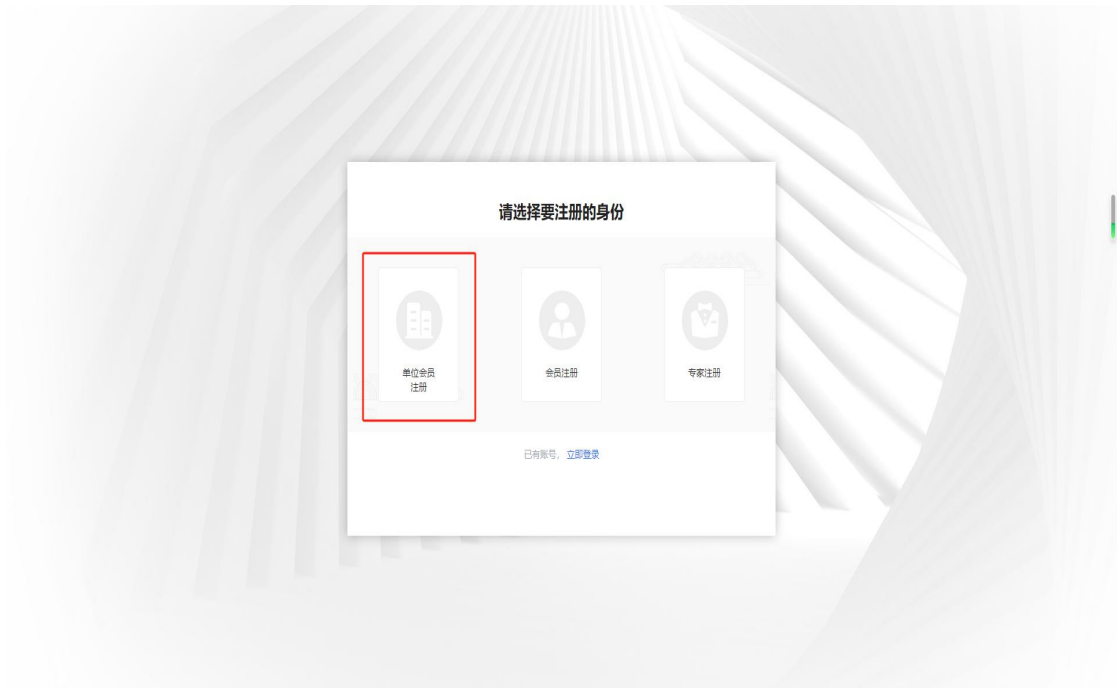 请选择要注册的身份
单位会员
注册
会员注册
专家注册
已有账号，立即登录